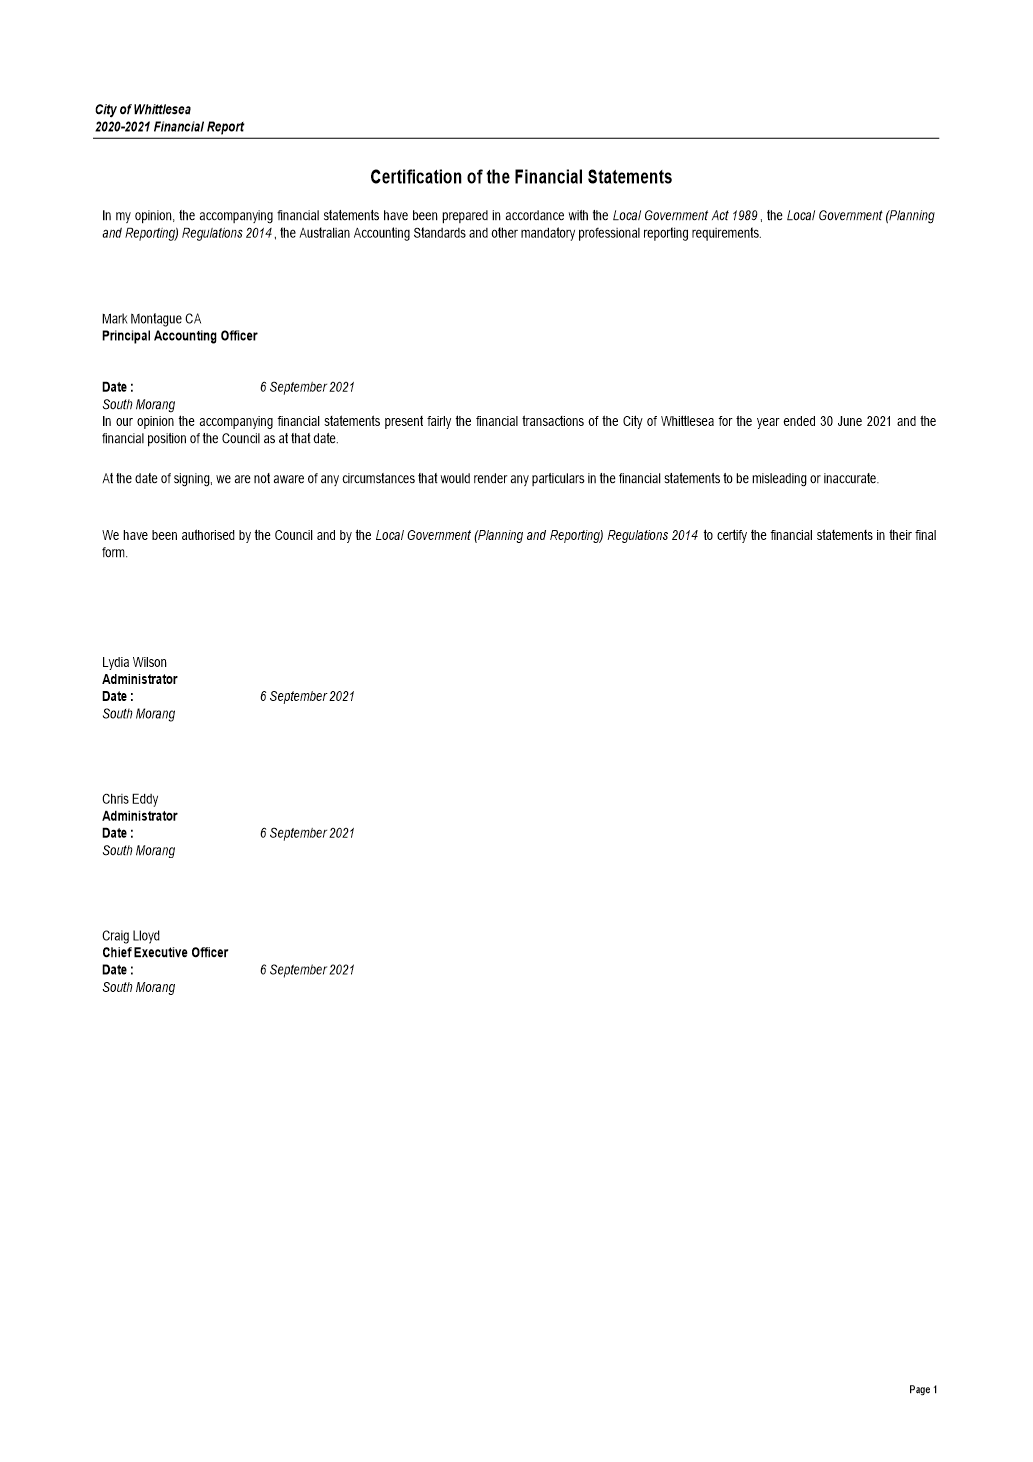 City of Whittlesea
2020-2021 Financial Report
Certification of the Financial Statements
In my opinion, the accompanying financial statements have been prepared in accordance with the Local Government Act 1989 , the Local Government (Planning
and Reporting) Regulations 2014 , the Australian Accounting Standards and other mandatory professional reporting requirements.
Mark Montague CA
Principal Accounting Officer
Date : 6 September 2021
South Morang
In our opinion the accompanying financial statements present fairly the financial transactions of the City of Whittlesea for the year ended 30 June 2021 and the
financial position of the Council as at that date.
At the date of signing, we are not aware of any circumstances that would render any particulars in the financial statements to be misleading or inaccurate.
We have been authorised by the Council and by the Local Government (Planning and Reporting) Regulations 2014 to certify the financial statements in their final
form.
Lydia Wilson
Administrator
Date : 6 September 2021
South Morang
Chris Eddy
Administrator
Date : 6 September 2021
South Morang
Craig Lloyd
Chief Executive Officer
Date : 6 September 2021
South Morang
Page 1